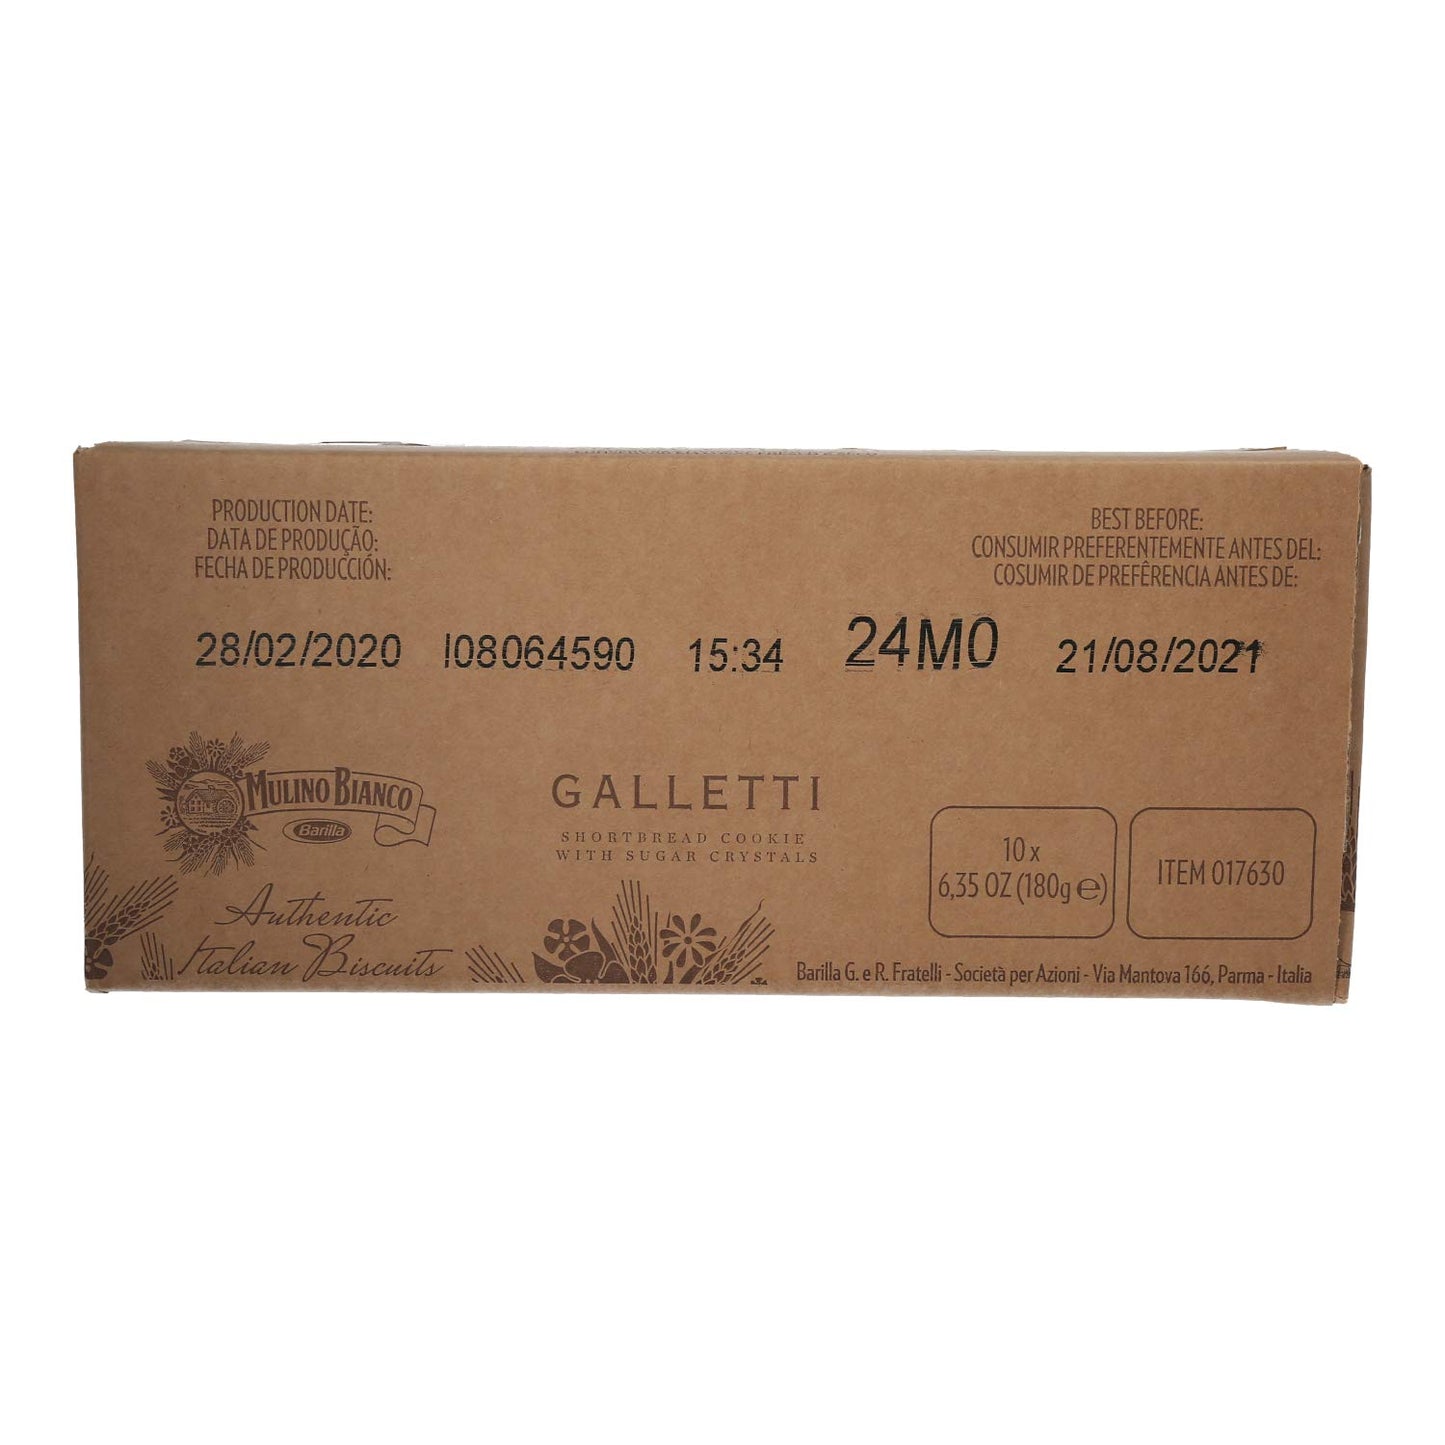 PRODUCTION DATE:
DATA DE PRODUÇÃO:
FECHA DE PRODUCCIÓN:
BEST BEFORE:
CONSUMIR PREFERENTEMENTE ANTES DEL:
COSUMIR DE PREFÊRENCIA ANTES DE:
28/02/2020 I08064590 15:34 24M0 21/08/2021
MULINO BIANCO
Barilla
GALLETTI
SHORTBREAD COOKIE
WITH SUGAR CRYSTALS
10 x
6,35 OZ (180g ℮)
ITEM 017630
Authentic
Italian Biscuits
Barilla G. e R. Fratelli - Società per Azioni - Via Mantova 166, Parma - Italia